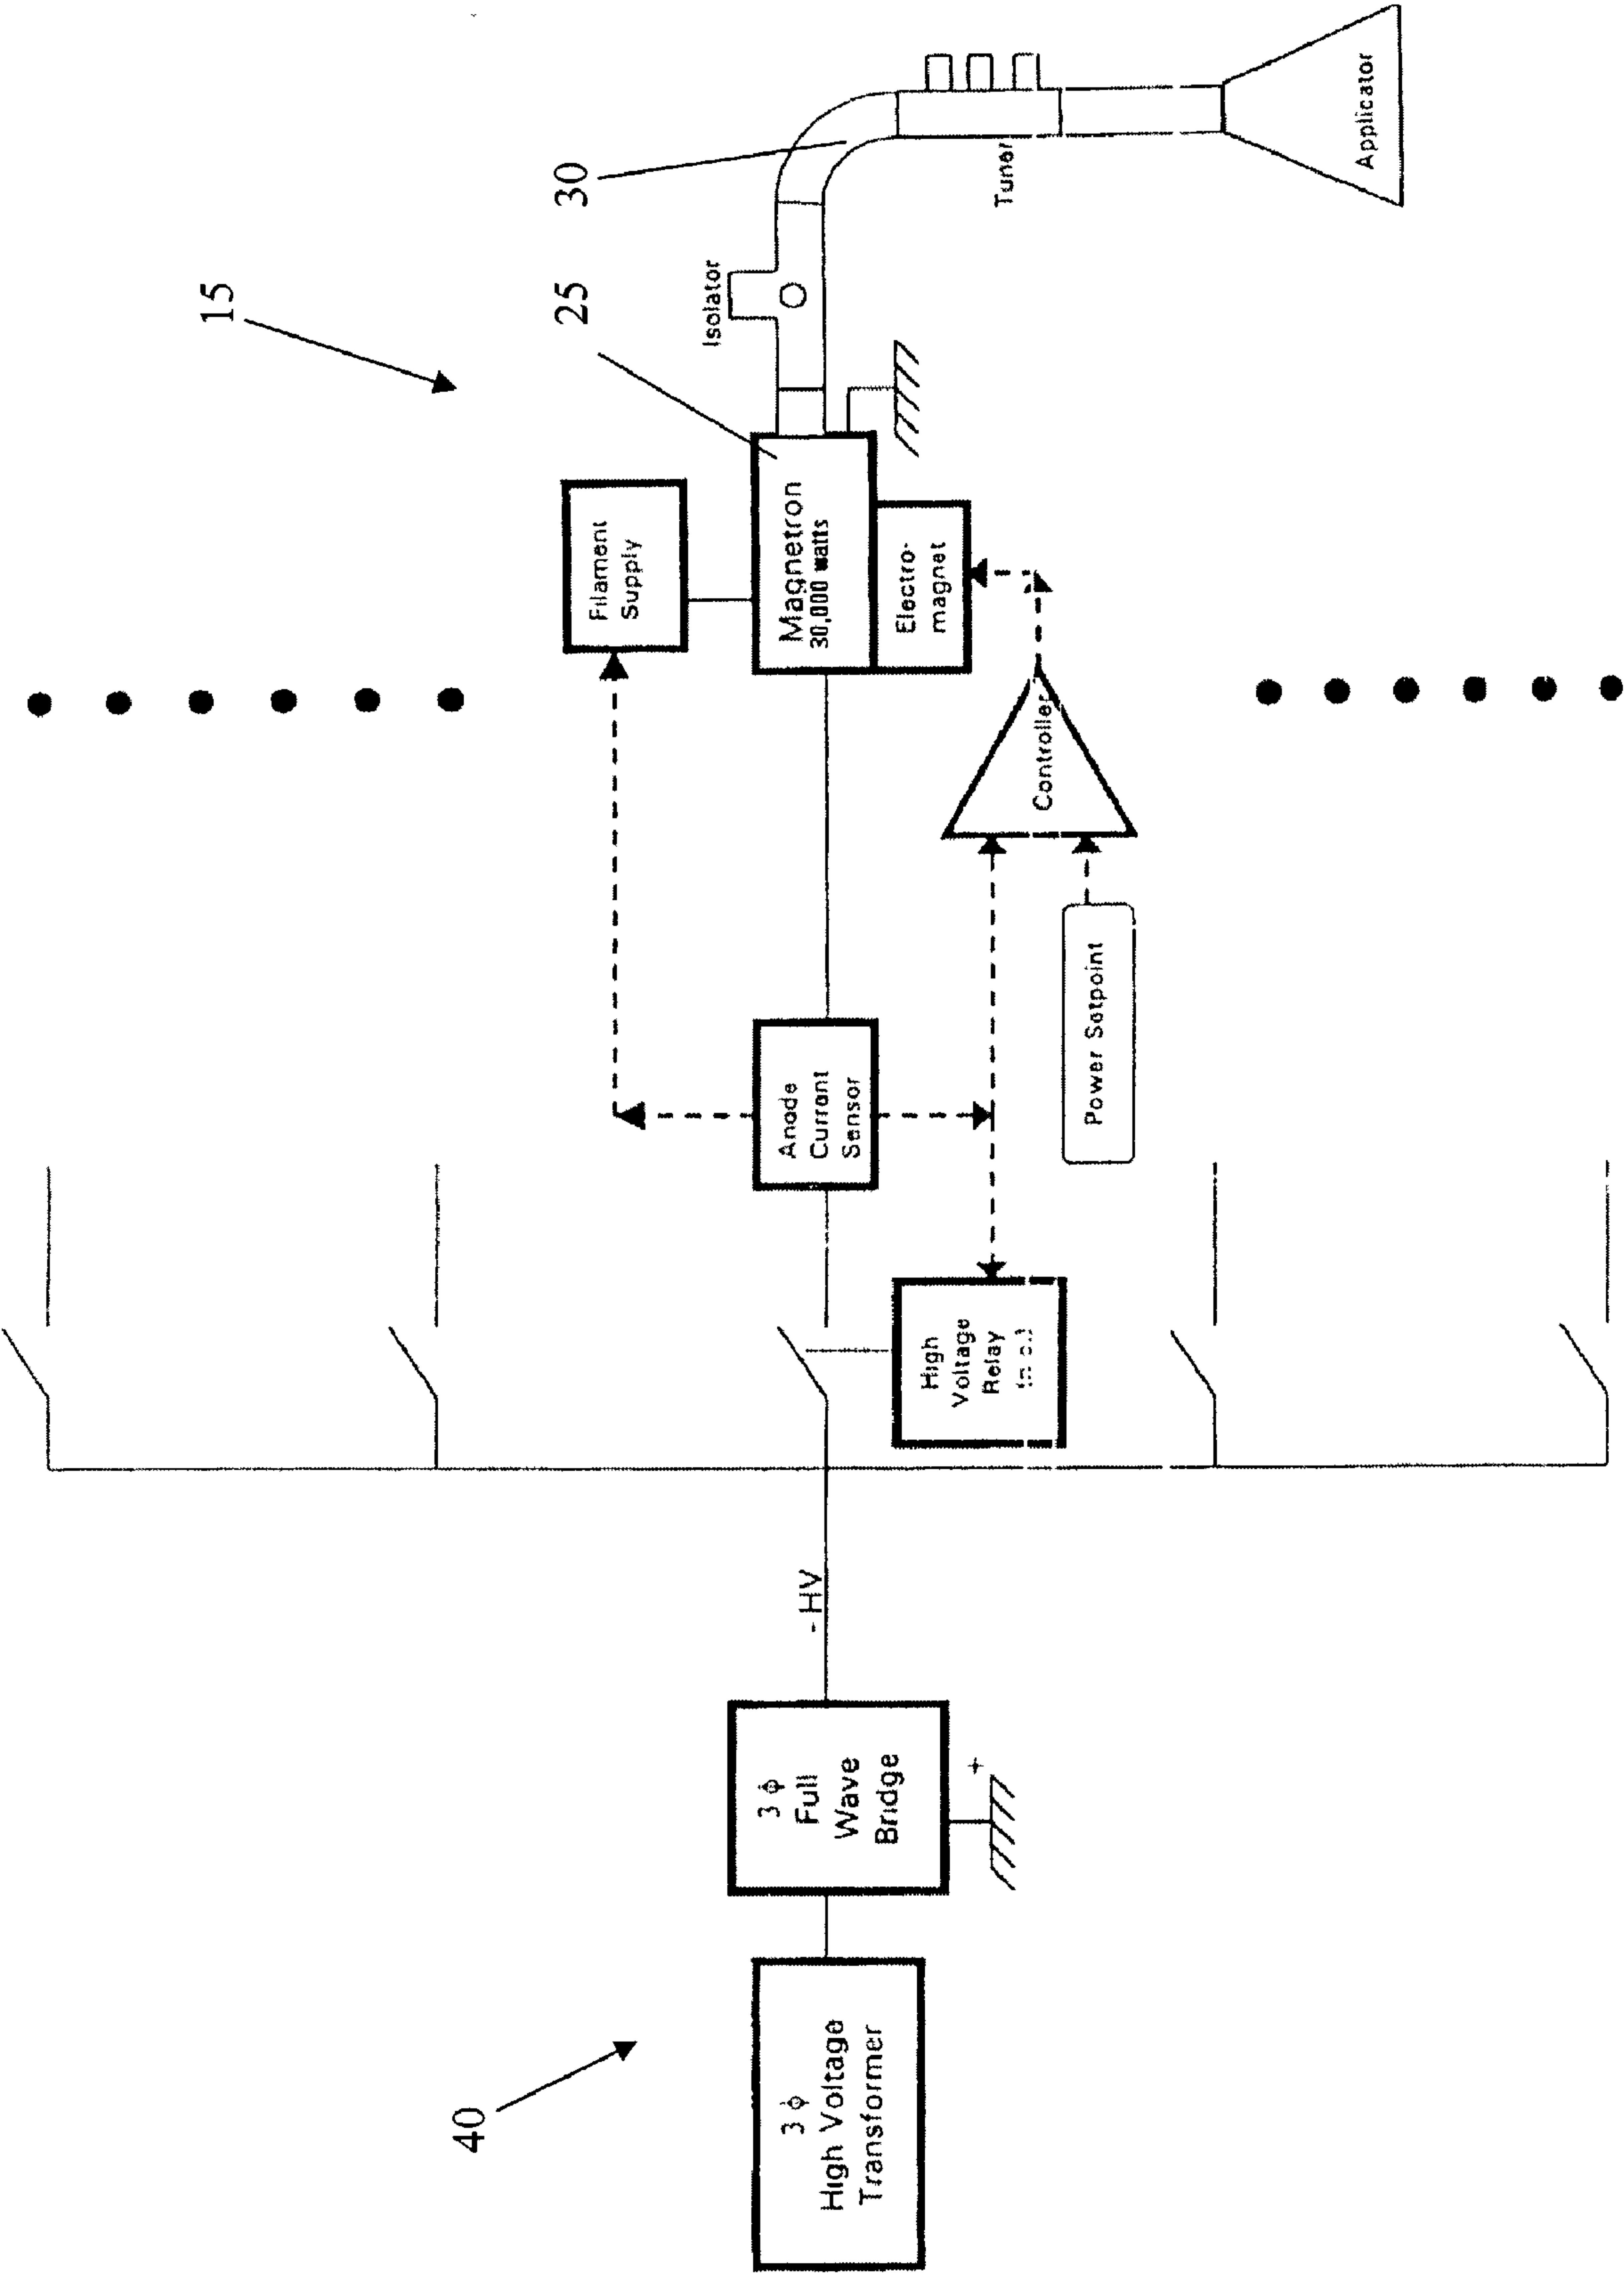 15
40
30
25
Isolator
Tuner
Applicator
Filament
Supply
Magnetron
30,000 watts
Electro-
magnet
Controller
Anode
Current
Sensor
Power Setpoint
High
Voltage
Relay
-HV
3 ϕ
Full
Wave
Bridge
+
3 ϕ
High Voltage
Transformer